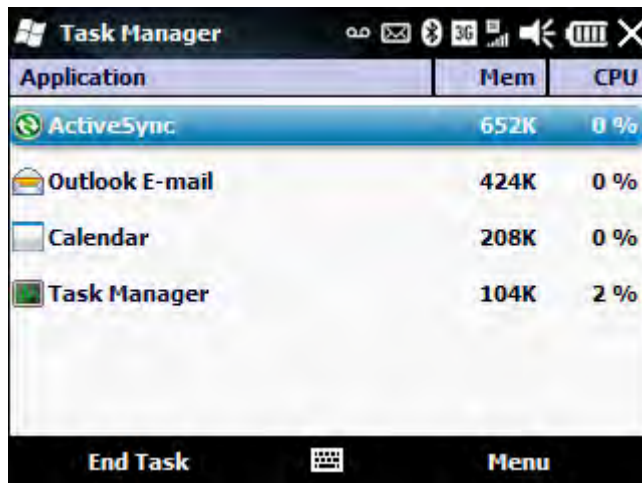 Task Manager 3G
Application Mem CPU
ActiveSync 652K 0 %
Outlook E-mail 424K 0 %
Calendar 208K 0 %
Task Manager 104K 2 %
End Task Menu